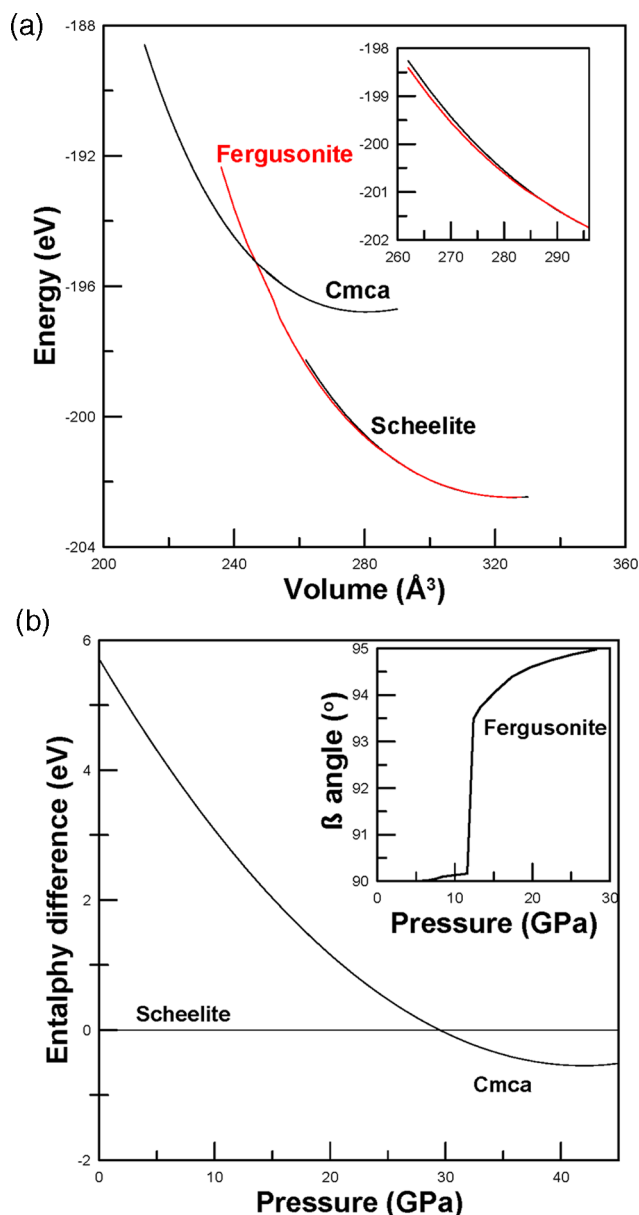 (a)
-188
-192
-196
-200
-204
Energy (eV)
200
240
280
320
360
Volume (Å³)
Fergusonite
Cmca
Scheelite
-198
-199
-200
-201
-202
260
270
280
290
(b)
6
4
2
0
-2
Entalphy difference (eV)
0
10
20
30
40
Pressure (GPa)
Scheelite
Cmca
95
94
93
92
91
90
ß angle (°)
0
10
20
30
Pressure (GPa)
Fergusonite